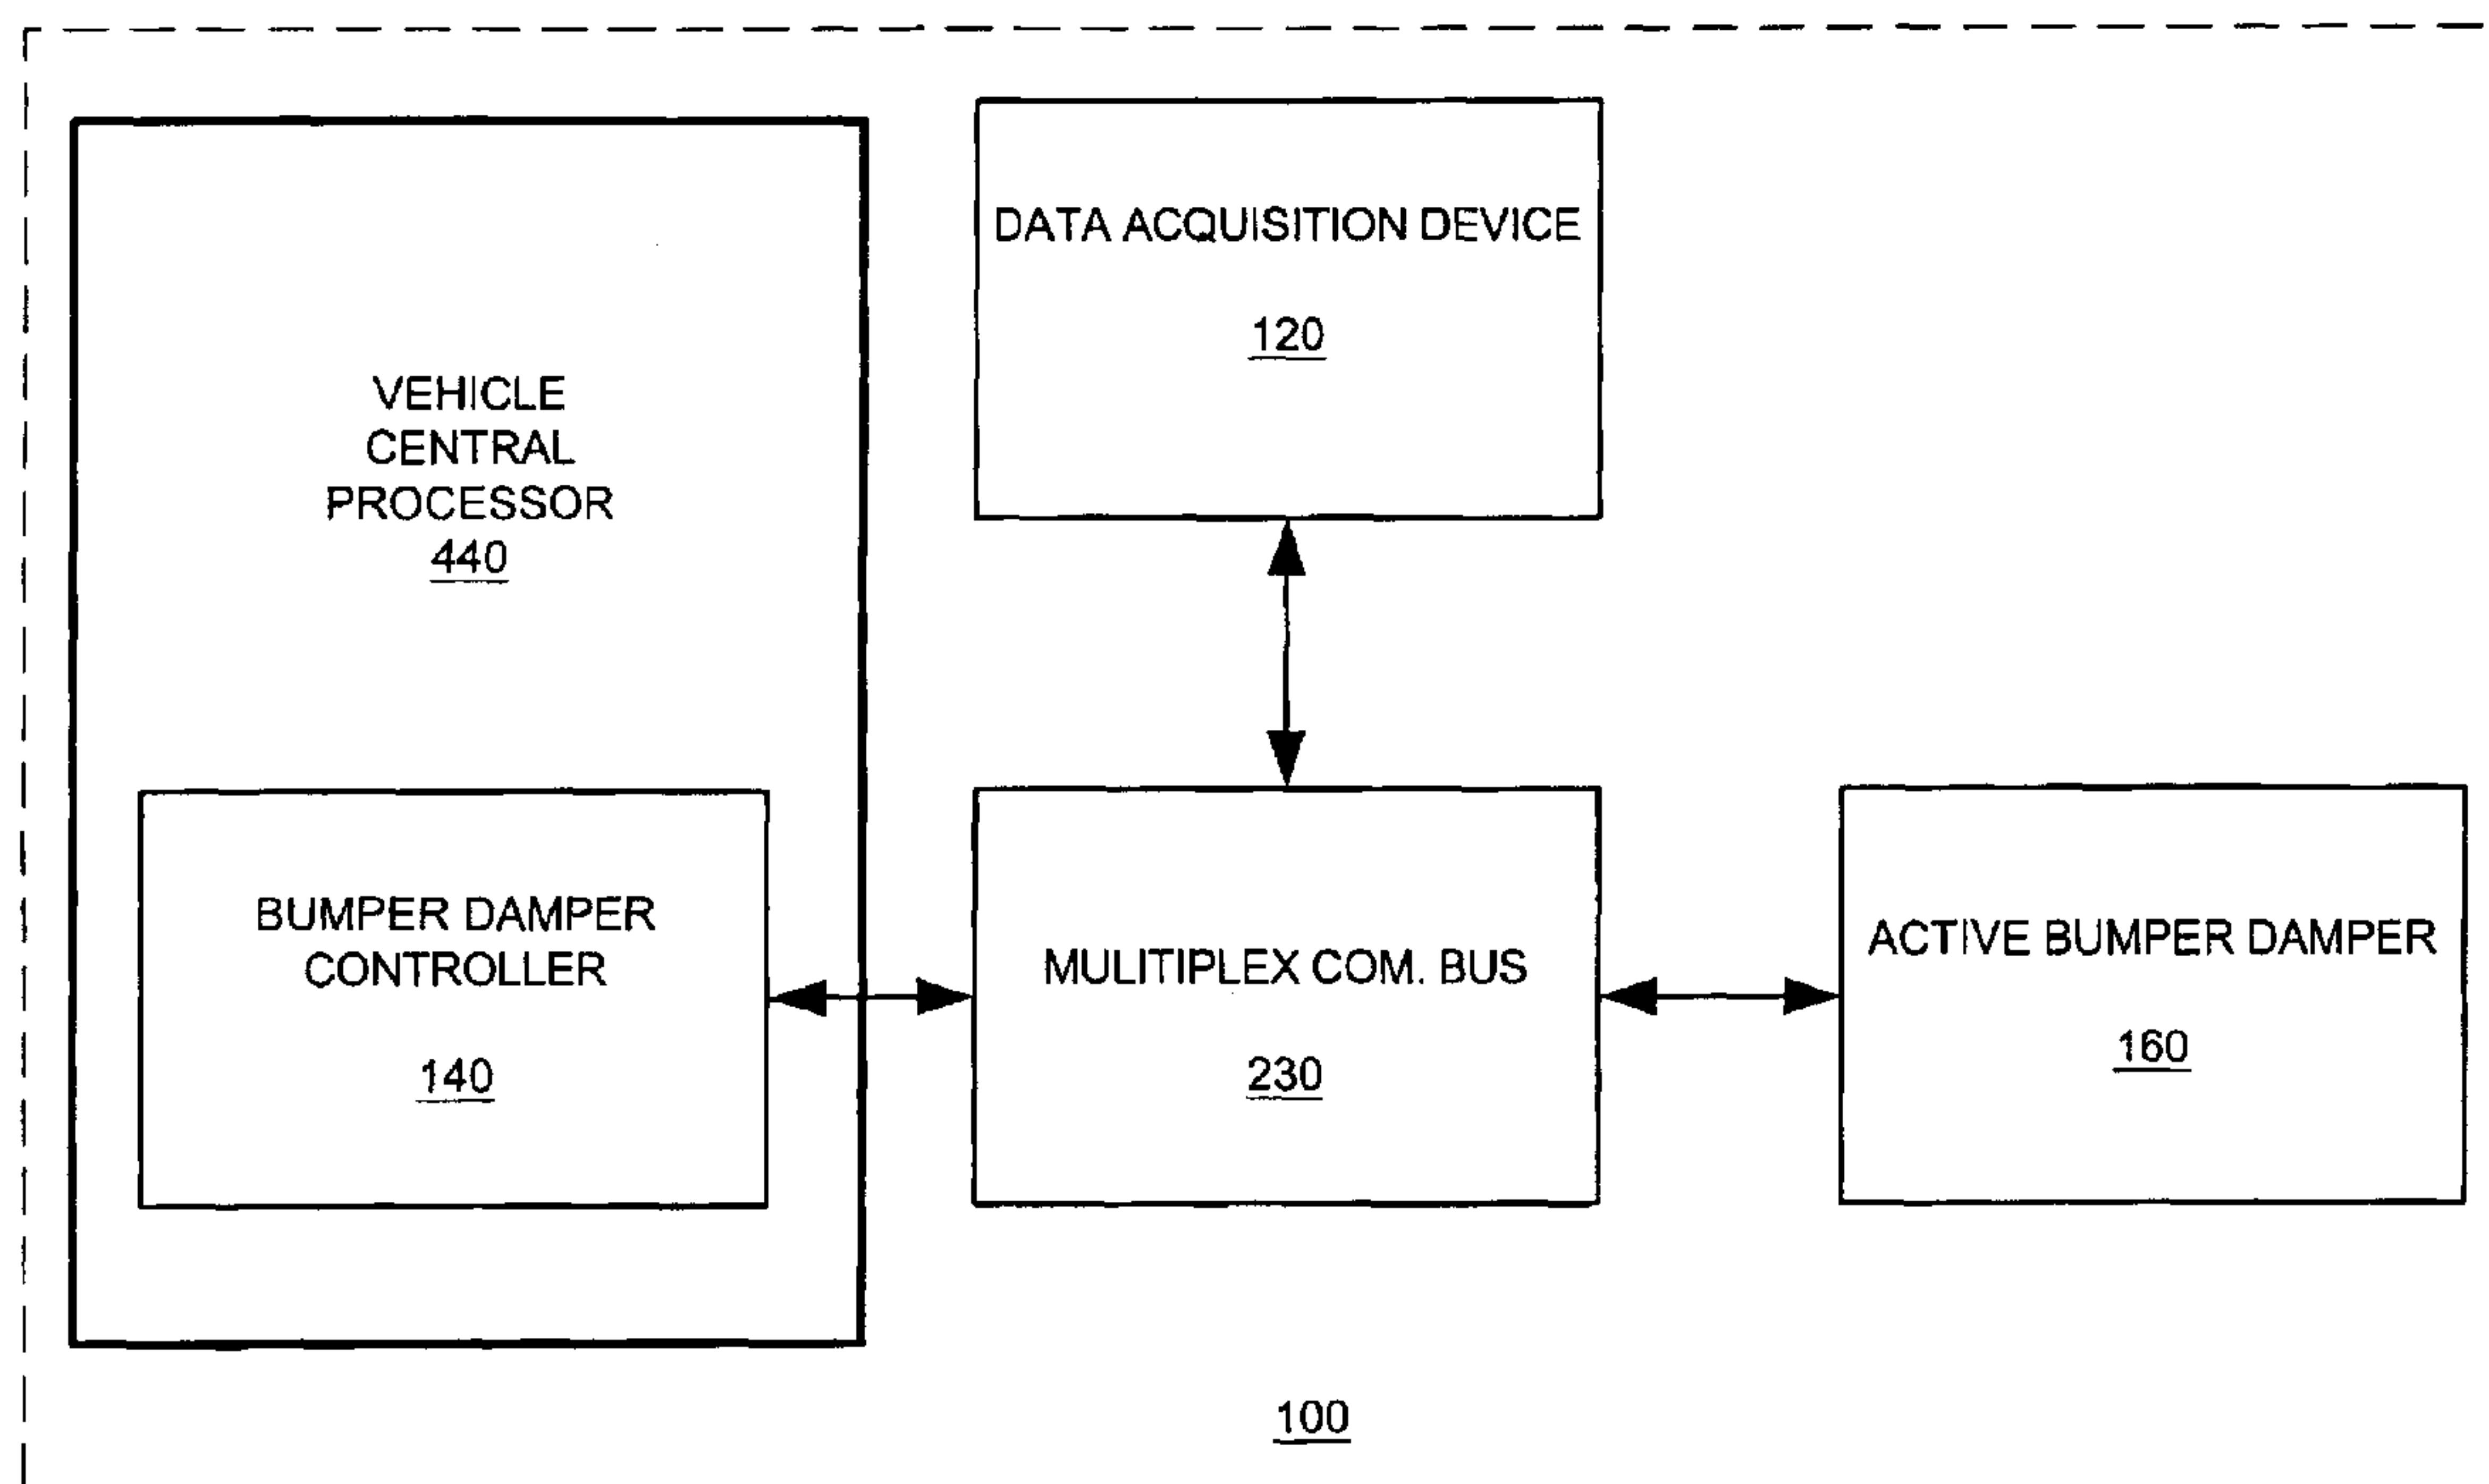 VEHICLE
CENTRAL
PROCESSOR
440
DATA ACQUISITION DEVICE
120
BUMPER DAMPER
CONTROLLER
140
MULITIPLEX COM. BUS
230
ACTIVE BUMPER DAMPER
160
100